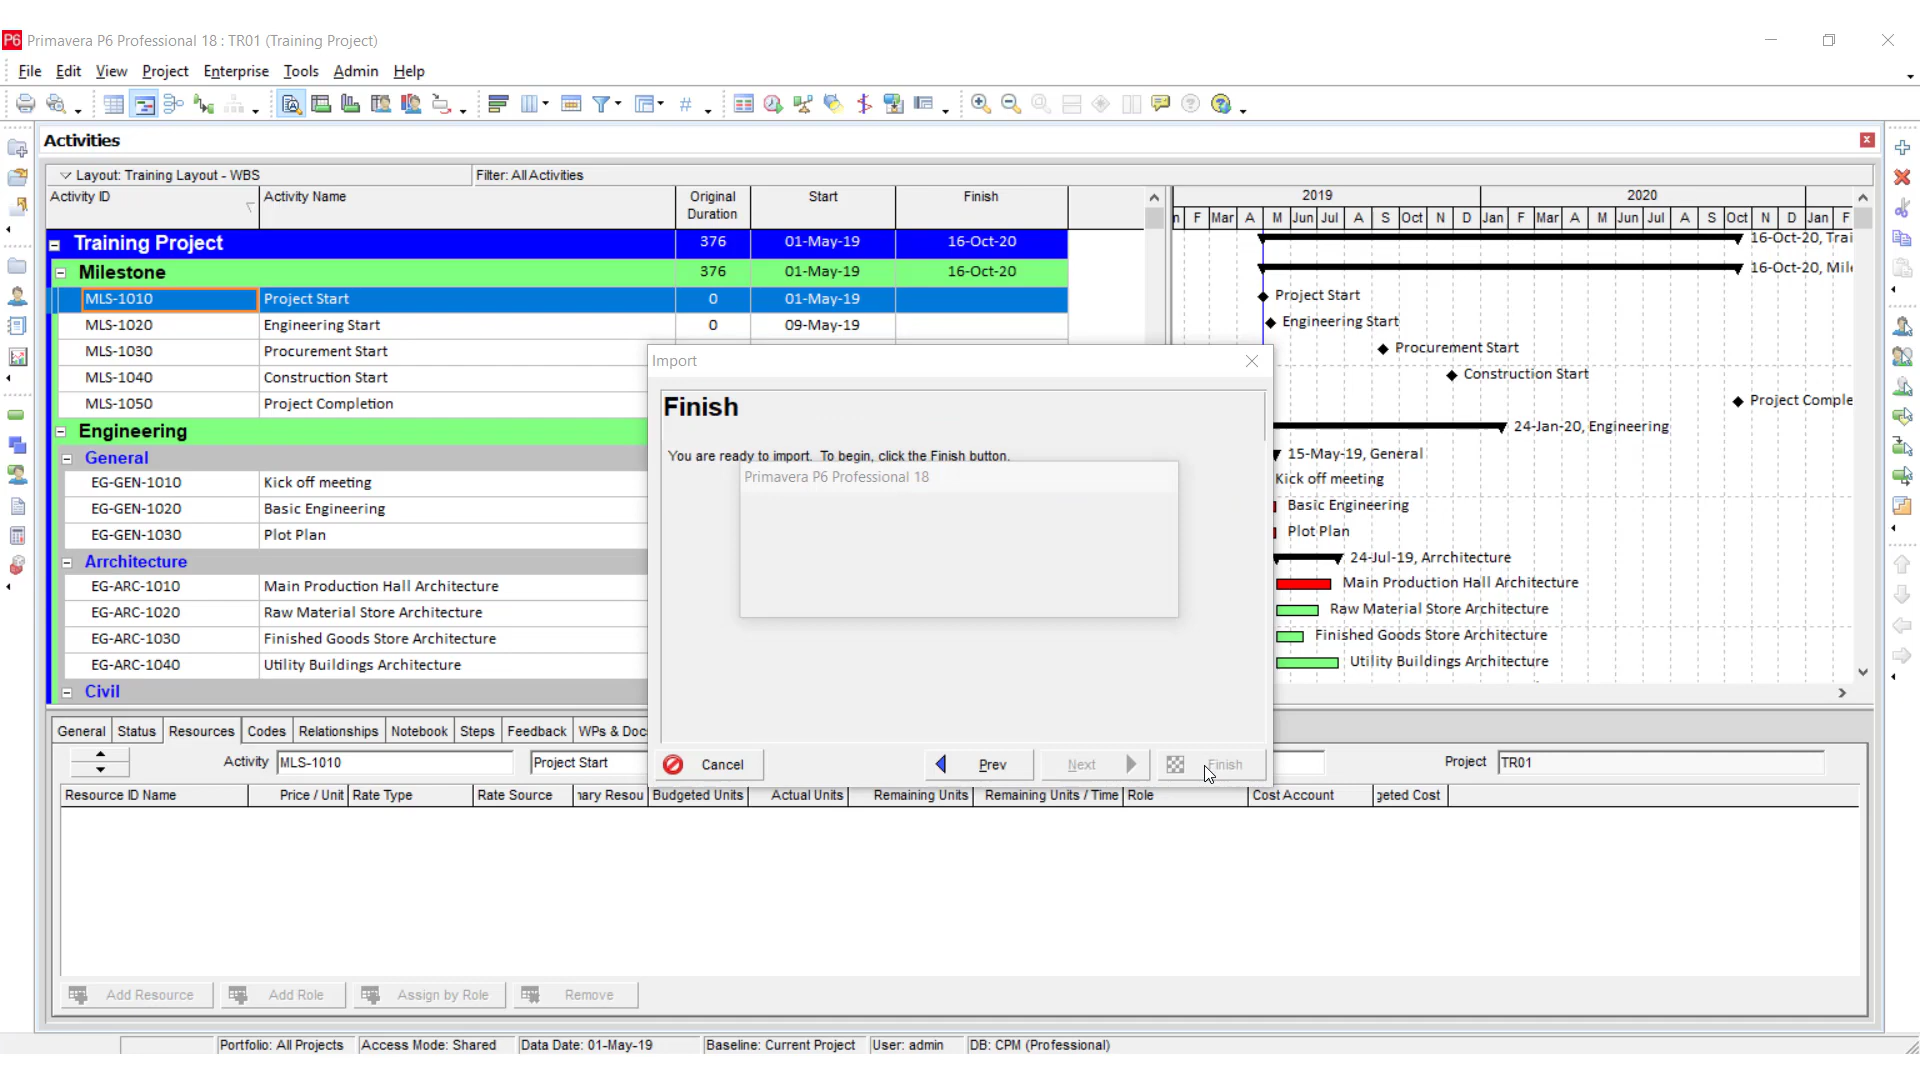 P6 Primavera P6 Professional 18 : TR01 (Training Project)
File Edit View Project Enterprise Tools Admin Help
Activities
Layout: Training Layout - WBS Filter: All Activities
Activity ID Activity Name Original Duration Start Finish
2019 2020
F Mar A M Jun Jul A S Oct N D Jan F Mar A M Jun Jul A S Oct N D Jan F
Training Project 376 01-May-19 16-Oct-20 16-Oct-20, Trai
Milestone 376 01-May-19 16-Oct-20 16-Oct-20, Mil
MLS-1010 Project Start 0 01-May-19 Project Start
MLS-1020 Engineering Start 0 09-May-19 Engineering Start
MLS-1030 Procurement Start Procurement Start
MLS-1040 Construction Start Construction Start
MLS-1050 Project Completion Project Comple
Engineering 24-Jan-20, Engineering
General 15-May-19, General
EG-GEN-1010 Kick off meeting Kick off meeting
EG-GEN-1020 Basic Engineering Basic Engineering
EG-GEN-1030 Plot Plan Plot Plan
Arrchitecture 24-Jul-19, Arrchitecture
EG-ARC-1010 Main Production Hall Architecture Main Production Hall Architecture
EG-ARC-1020 Raw Material Store Architecture Raw Material Store Architecture
EG-ARC-1030 Finished Goods Store Architecture Finished Goods Store Architecture
EG-ARC-1040 Utility Buildings Architecture Utility Buildings Architecture
Civil
Import
Finish
You are ready to import. To begin, click the Finish button.
Primavera P6 Professional 18
Cancel Prev Next Finish
General Status Resources Codes Relationships Notebook Steps Feedback WPs & Doc
Activity MLS-1010 Project Start Project TR01
Resource ID Name Price / Unit Rate Type Rate Source nary Resou Budgeted Units Actual Units Remaining Units Remaining Units / Time Role Cost Account geted Cost
Add Resource Add Role Assign by Role Remove
Portfolio: All Projects Access Mode: Shared Data Date: 01-May-19 Baseline: Current Project User: admin DB: CPM (Professional)